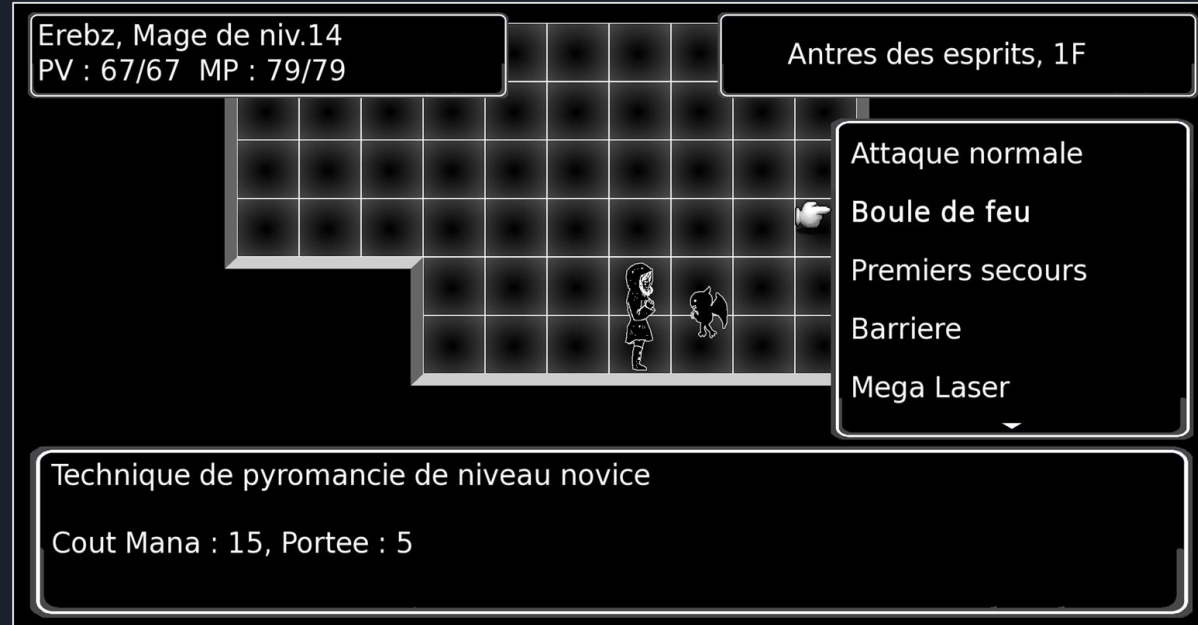 Erebz, Mage de niv.14
PV : 67/67  MP : 79/79
Antres des esprits, 1F
Attaque normale
Boule de feu
Premiers secours
Barriere
Mega Laser
Technique de pyromancie de niveau novice
Cout Mana : 15, Portee : 5